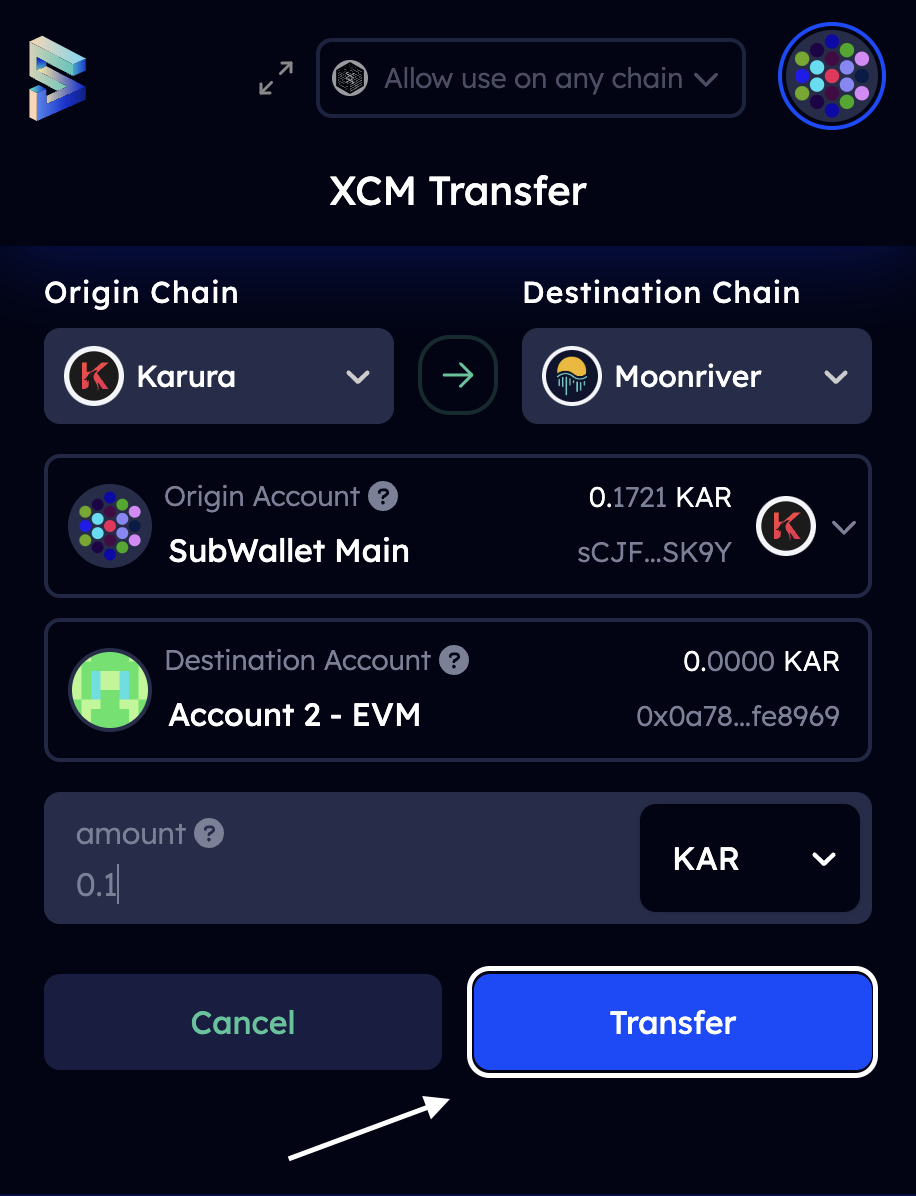 Allow use on any chain
XCM Transfer
Origin Chain
Destination Chain
Karura
Moonriver
Origin Account ?
0.1721 KAR
SubWallet Main
sCJF...SK9Y
Destination Account ?
0.0000 KAR
Account 2 - EVM
0x0a78...fe8969
amount ?
0.1
KAR
Cancel
Transfer